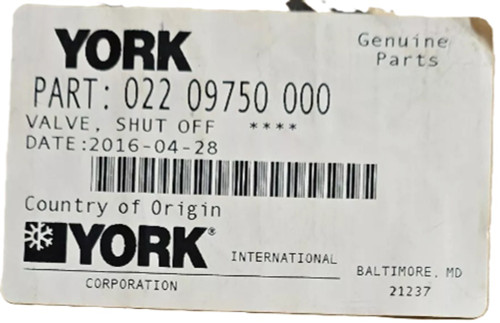 YORK Genuine
Parts
PART: 022 09750 000
VALVE, SHUT OFF ****
DATE:2016-04-28
Country of Origin
YORK® INTERNATIONAL BALTIMORE, MD
CORPORATION 21237